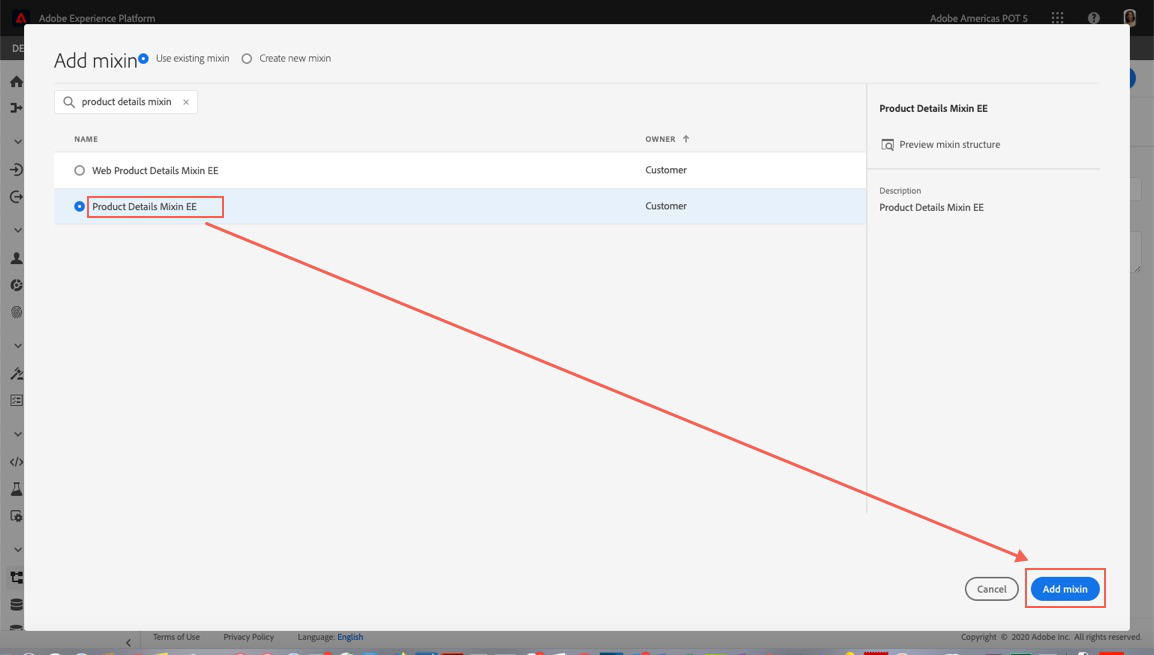 Adobe Experience Platform
Adobe Americas POT 5
DE
Add mixin
Use existing mixin
Create new mixin
product details mixin
NAME
OWNER
Web Product Details Mixin EE
Customer
Product Details Mixin EE
Customer
Product Details Mixin EE
Preview mixin structure
Description
Product Details Mixin EE
Cancel
Add mixin
Terms of Use
Privacy Policy
Language: English
Copyright © 2020 Adobe Inc. All rights reserved.